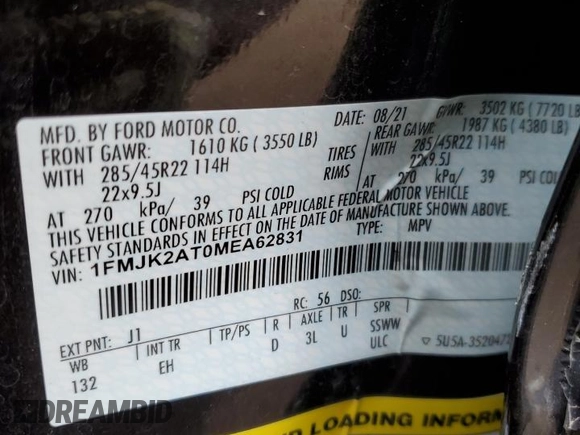 MFD. BY FORD MOTOR CO.
DATE: 08/21
GVWR: 3502 KG (7720 LB
FRONT GAWR: 1610 KG (3550 LB)
REAR GAWR: 1987 KG (4380 LB)
WITH 285/45R22 114H TIRES WITH 285/45R22 114H
22x9.5J RIMS 22x9.5J
AT 270 kPa/ 39 PSI COLD AT 270 kPa/ 39 PSI COL
THIS VEHICLE CONFORMS TO ALL APPLICABLE FEDERAL MOTOR VEHICLE
SAFETY STANDARDS IN EFFECT ON THE DATE OF MANUFACTURE SHOWN ABOVE.
VIN: 1FMJK2AT0MEA62831
TYPE: MPV
EXT PNT: J1 RC: 56 DSO:
WB INT TR TP/PS R AXLE TR SPR
132 EH D 3L U SSWW
ULC
5U5A-3520472
LOADING INFORM
DREAMBID